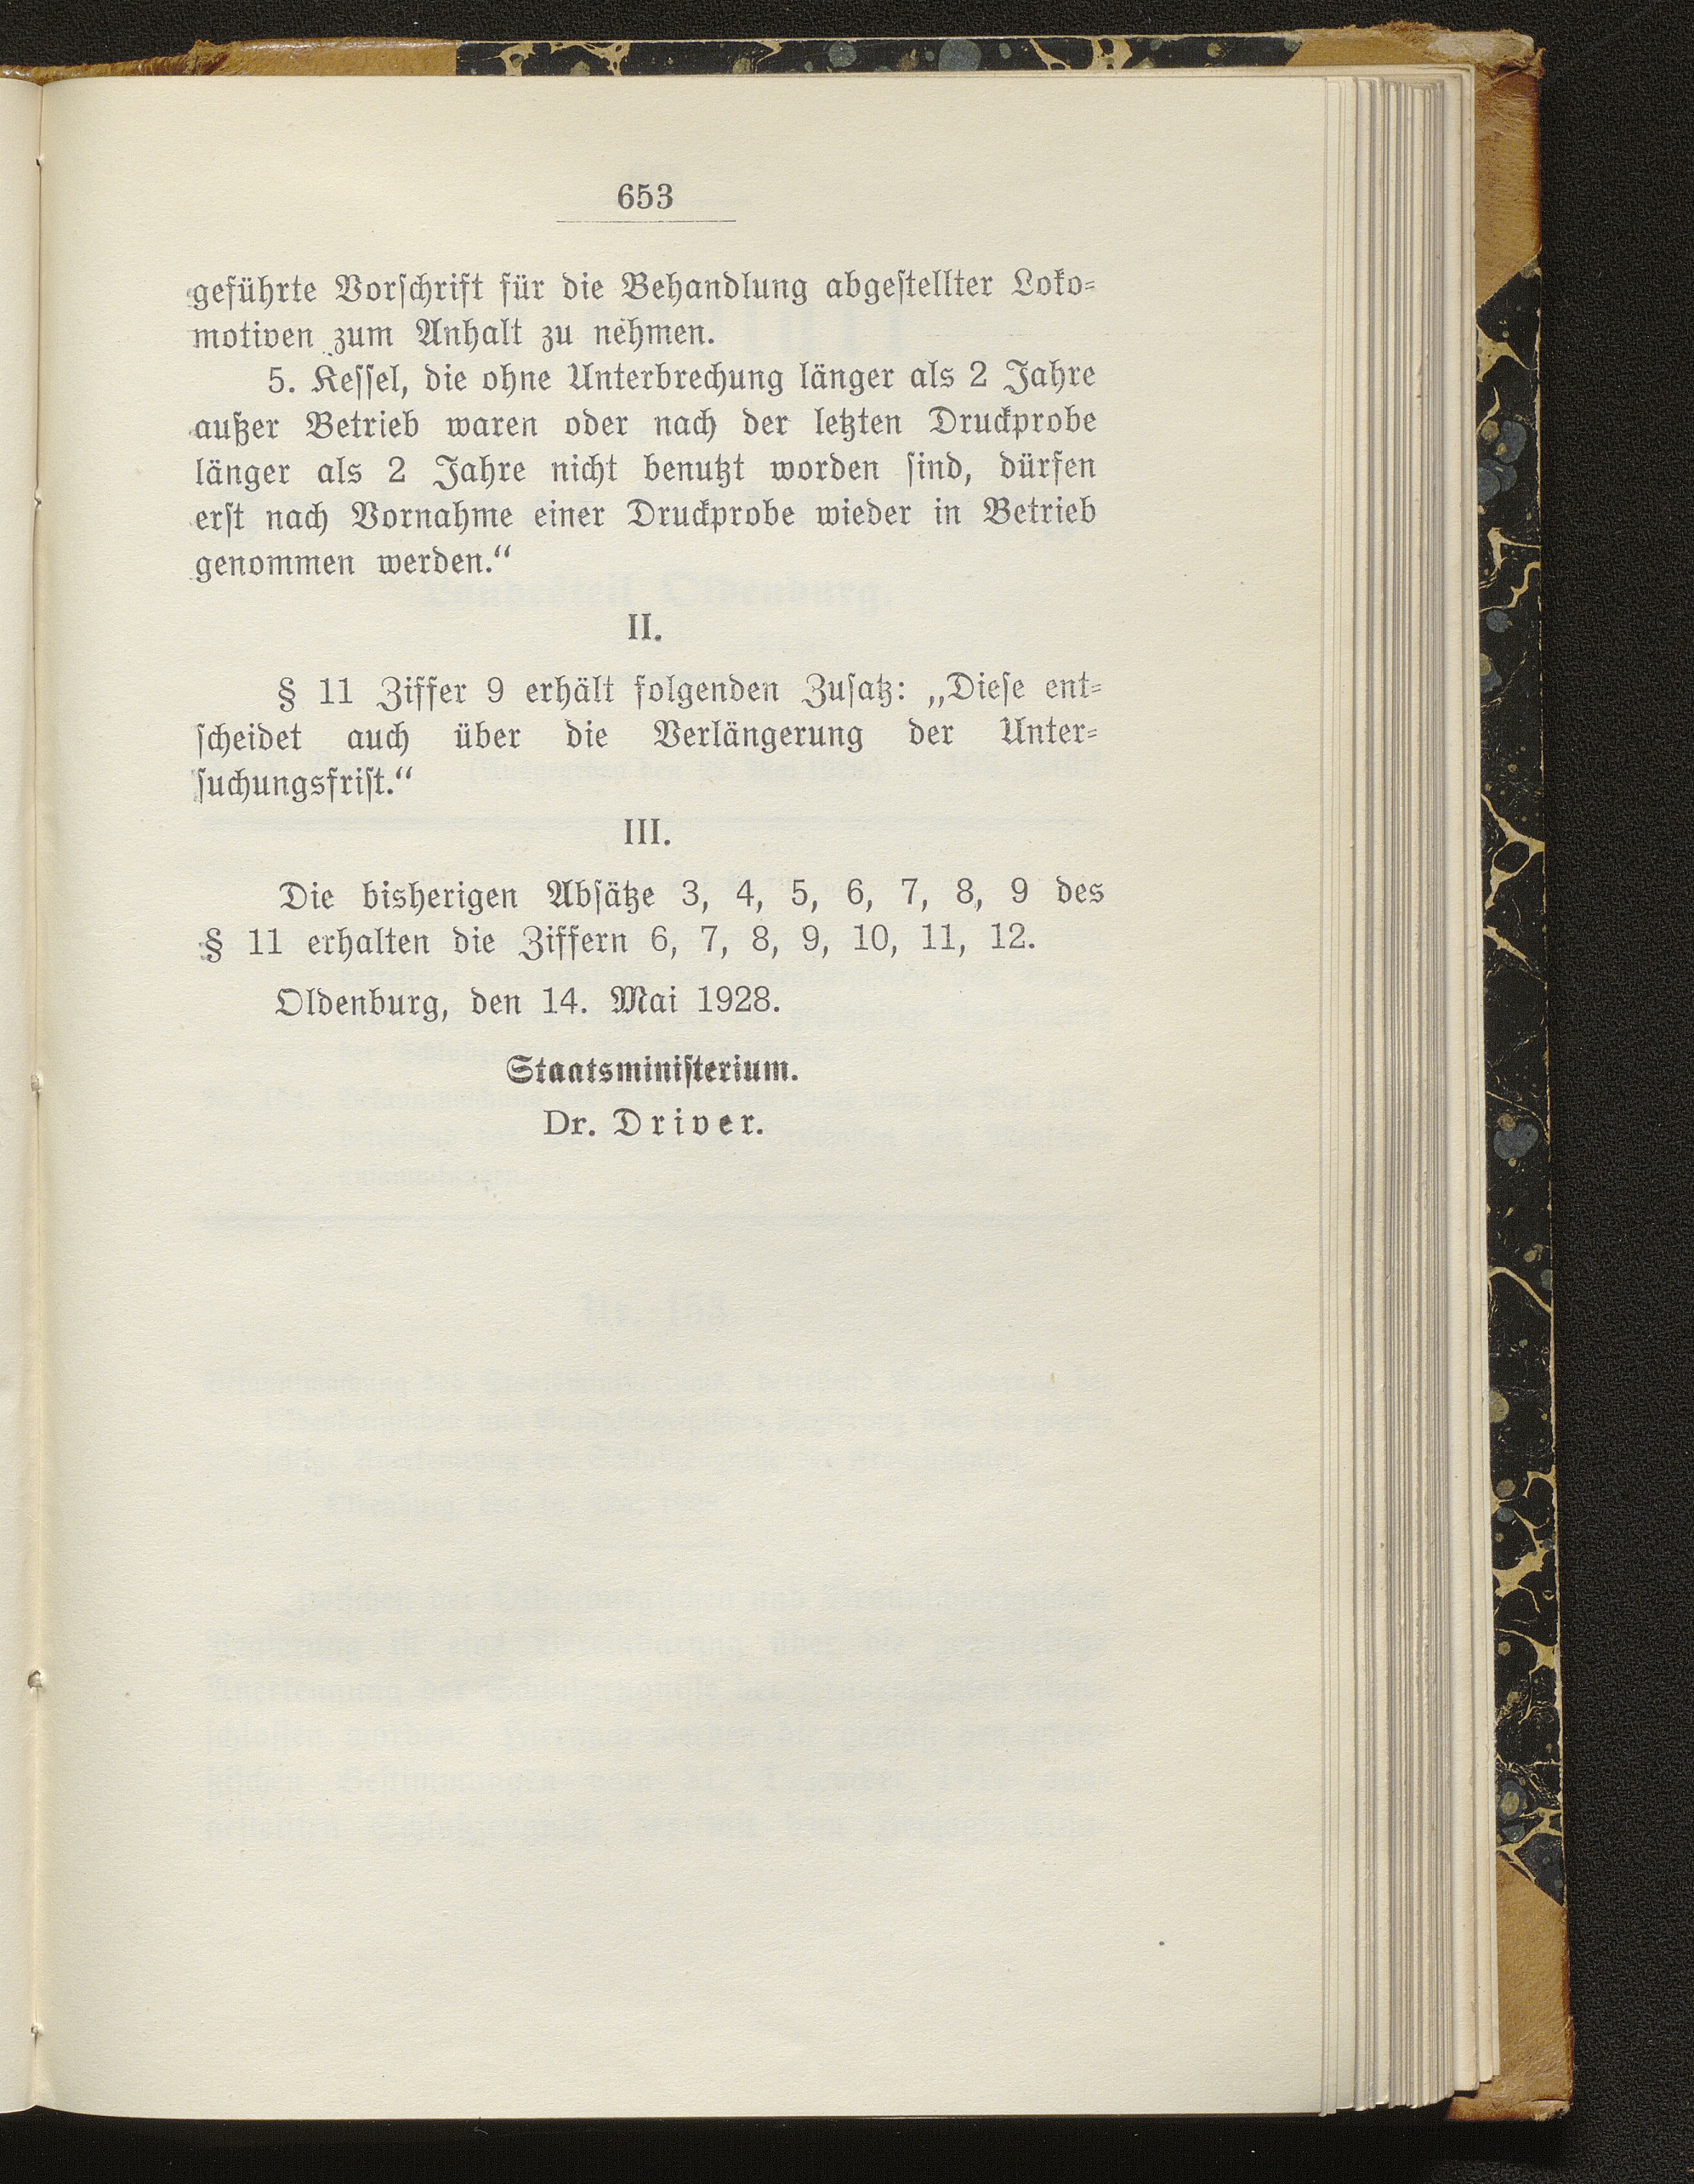 653
geführte Vorschrift für die Behandlung abgestellter Loko-
motiven zum Anhalt zu nehmen.
5. Kessel, die ohne Unterbrechung länger als 2 Jahre
außer Betrieb waren oder nach der letzten Druckprobe
länger als 2 Jahre nicht benutzt worden sind, dürfen
erst nach Vornahme einer Druckprobe wieder in Betrieb
genommen werden.“
II.
§ 11 Ziffer 9 erhält folgenden Zusatz: „Diese ent-
scheidet auch über die Verlängerung der Unter-
suchungsfrist.“
III.
Die bisherigen Absätze 3, 4, 5, 6, 7, 8, 9 des
§ 11 erhalten die Ziffern 6, 7, 8, 9, 10, 11, 12.
Oldenburg, den 14. Mai 1928.
Staatsministerium.
Dr. Driver.